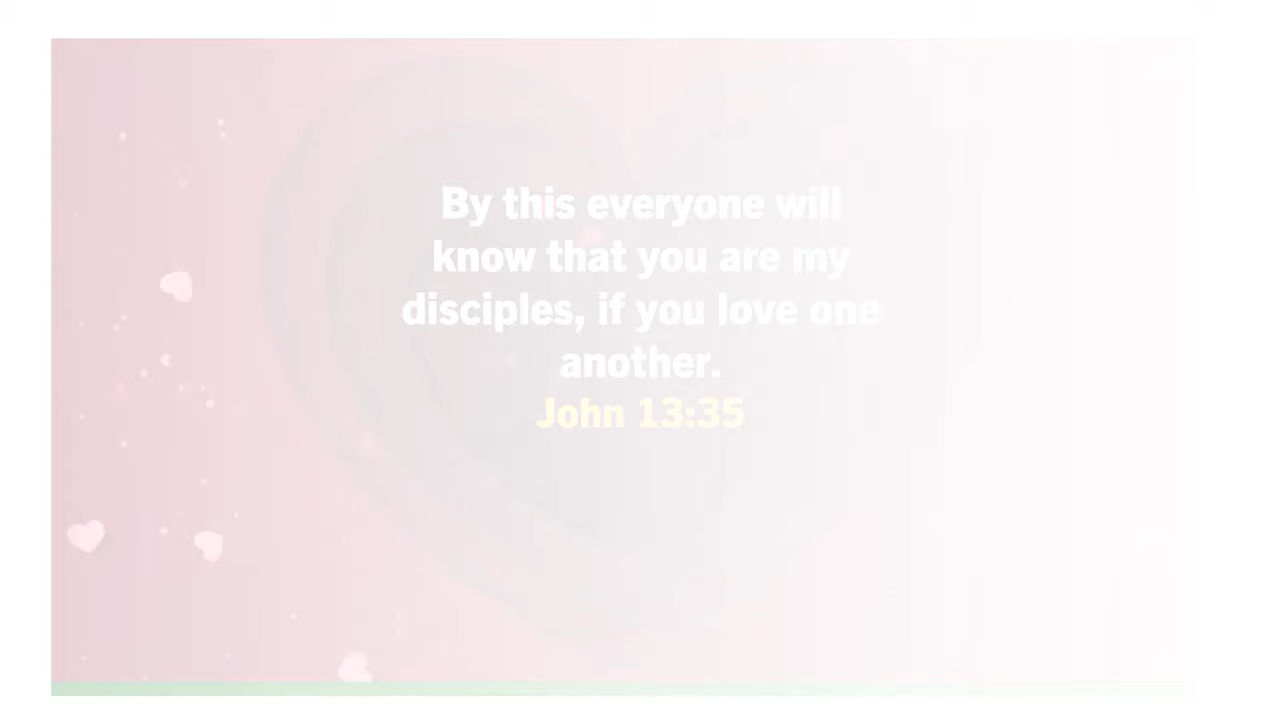 By this everyone will
know that you are my
disciples, if you love one
another.
John 13:35